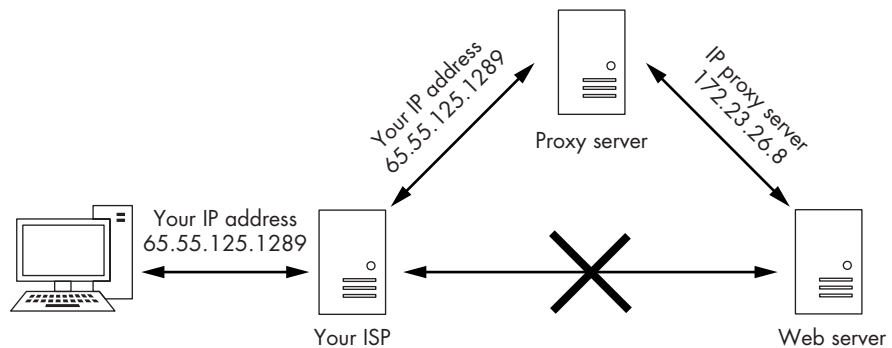 Your IP address
65.55.125.1289
IP proxy server
172.23.26.8
Proxy server
Your IP address
65.55.125.1289
Your ISP
Web server